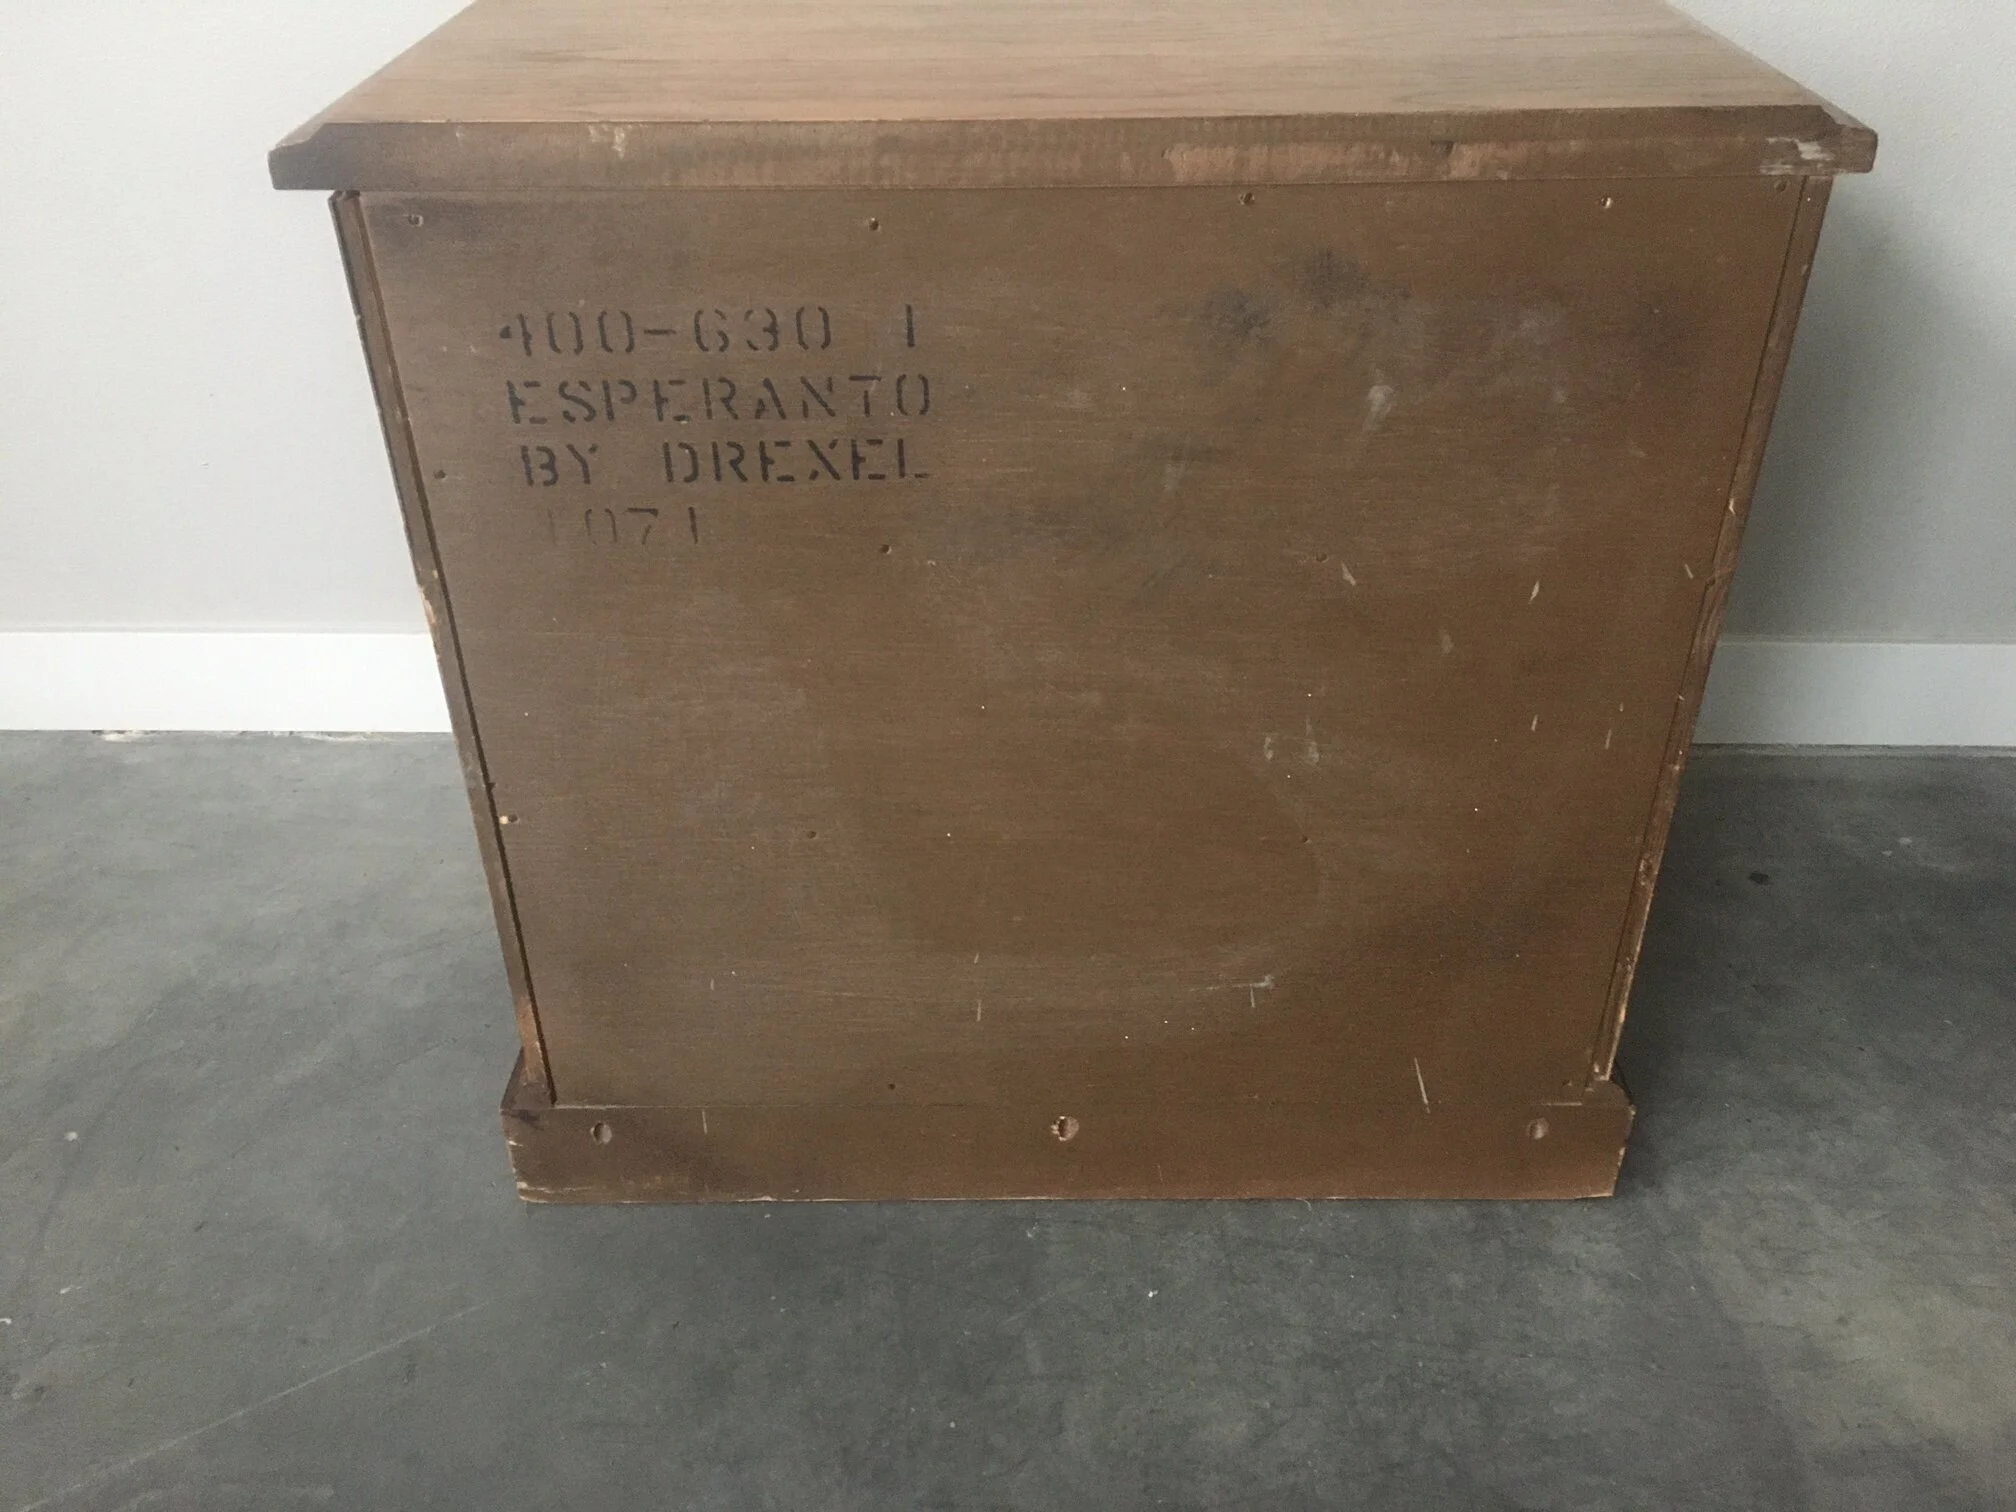 400-630 1
ESPERANTO
BY DREXEL
1071